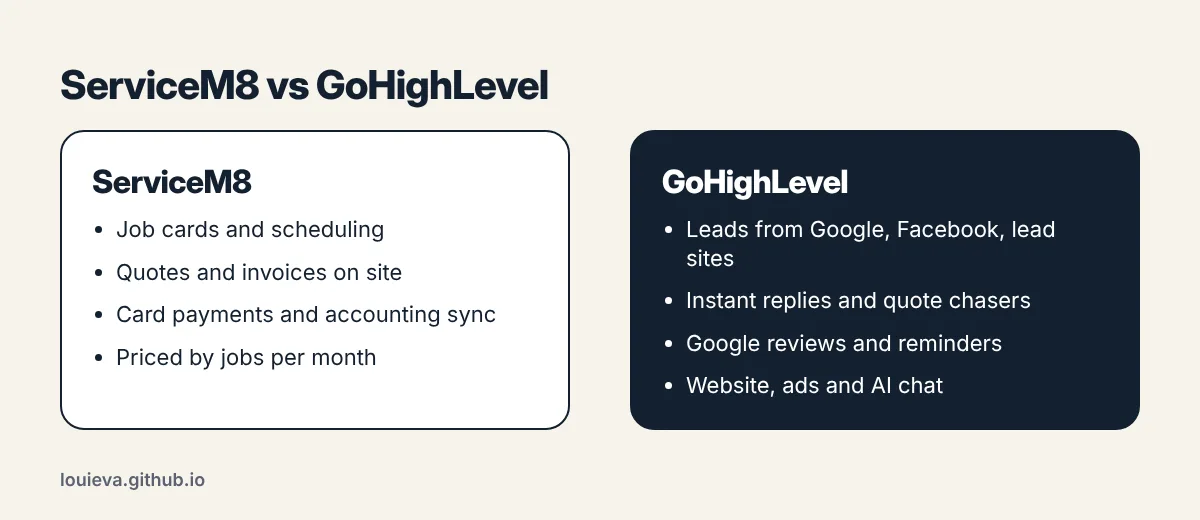 ServiceM8 vs GoHighLevel
ServiceM8
• Job cards and scheduling
• Quotes and invoices on site
• Card payments and accounting sync
• Priced by jobs per month
GoHighLevel
• Leads from Google, Facebook, lead
sites
• Instant replies and quote chasers
• Google reviews and reminders
• Website, ads and AI chat
louieva.github.io